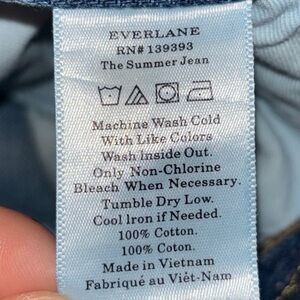 EVERLANE
RN# 139393
The Summer Jean
Machine Wash Cold
With Like Colors
Wash Inside Out.
Only Non-Chlorine
Bleach When Necessary.
Tumble Dry Low.
Cool Iron if Needed.
100% Cotton.
100% Coton.
Made in Vietnam
Fabriqué au Viêt-Nam